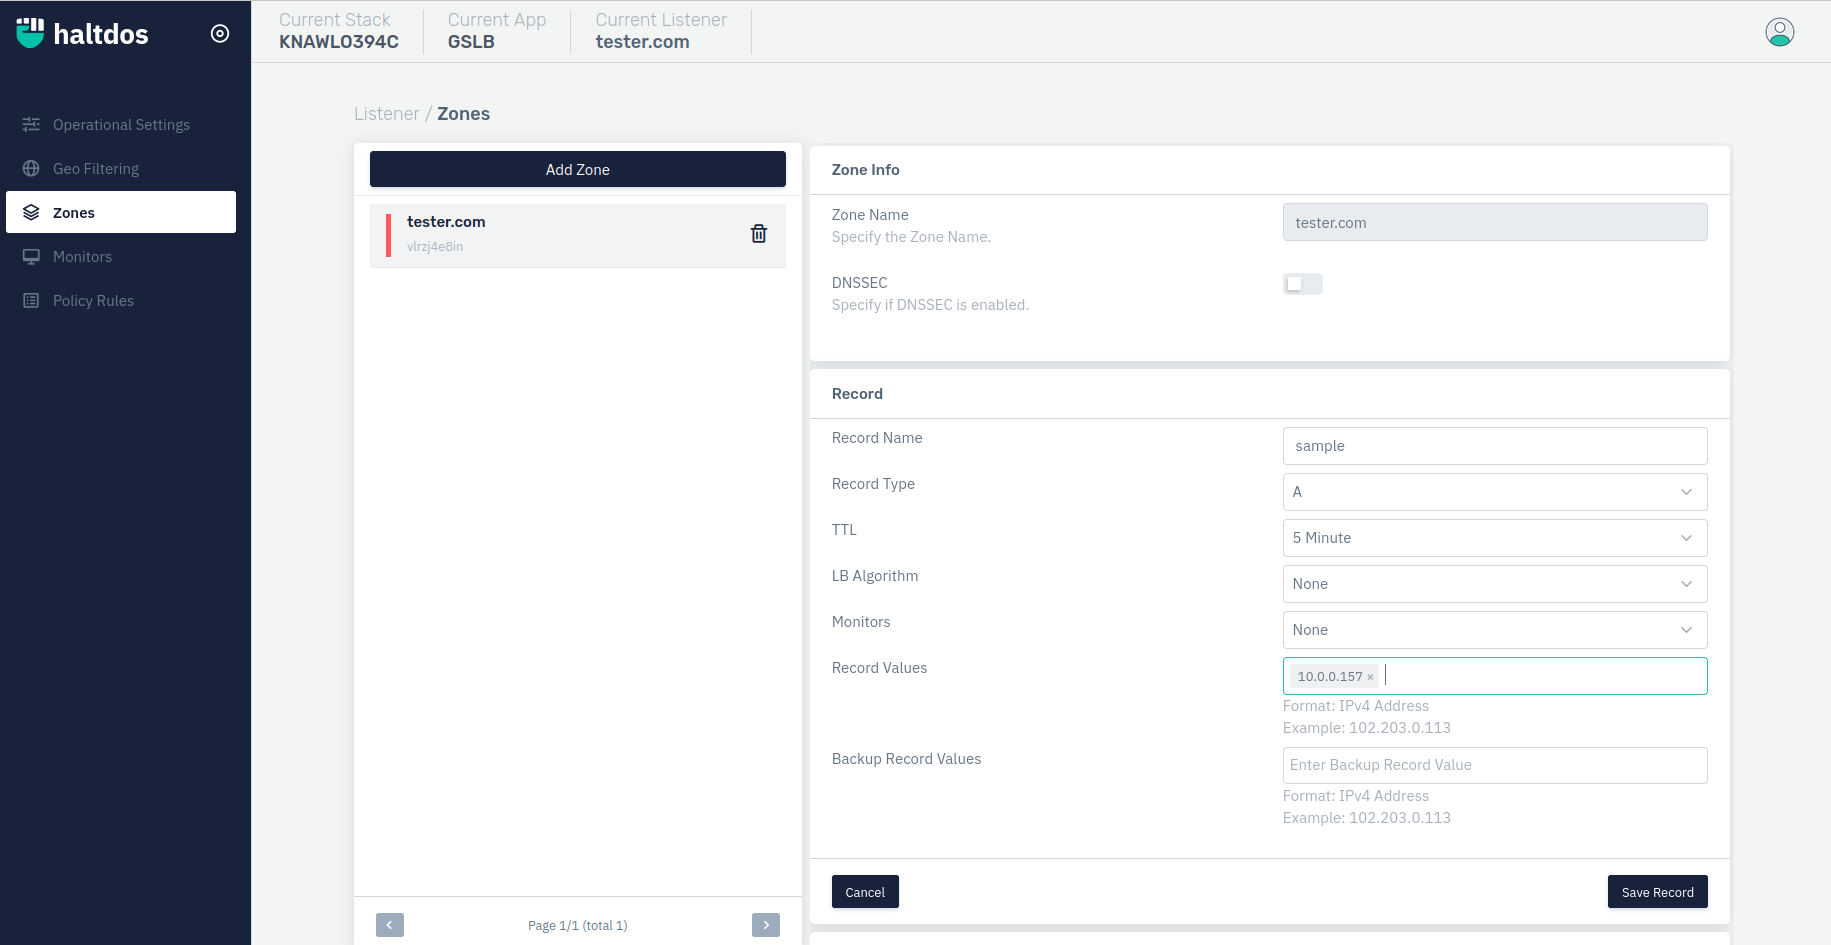 haltdos
Current Stack
KNAWLO394C
Current App
GSLB
Current Listener
tester.com
Operational Settings
Geo Filtering
Zones
Monitors
Policy Rules
Listener / Zones
Add Zone
tester.com
vlrzj4e8in
Page 1/1 (total 1)
Zone Info
Zone Name
Specify the Zone Name.
tester.com
DNSSEC
Specify if DNSSEC is enabled.
Record
Record Name
sample
Record Type
A
TTL
5 Minute
LB Algorithm
None
Monitors
None
Record Values
10.0.0.157 ×
Format: IPv4 Address
Example: 102.203.0.113
Backup Record Values
Enter Backup Record Value
Format: IPv4 Address
Example: 102.203.0.113
Cancel
Save Record